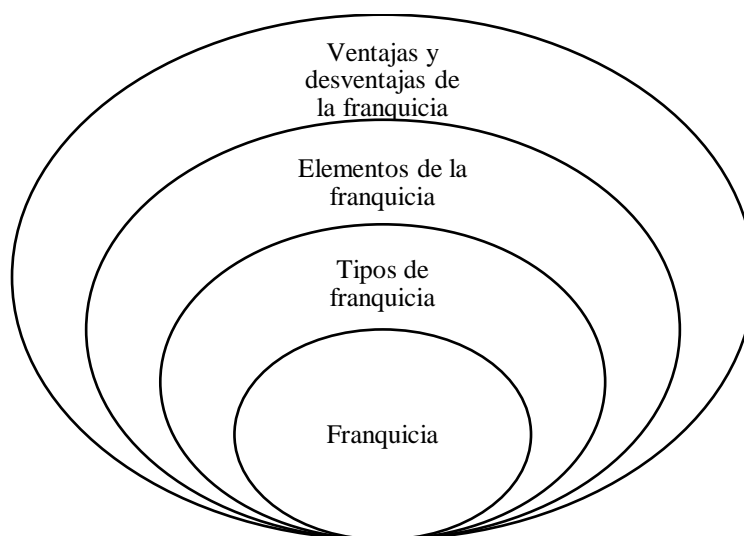 Ventajas y
desventajas de
la franquicia
Elementos de la
franquicia
Tipos de
franquicia
Franquicia